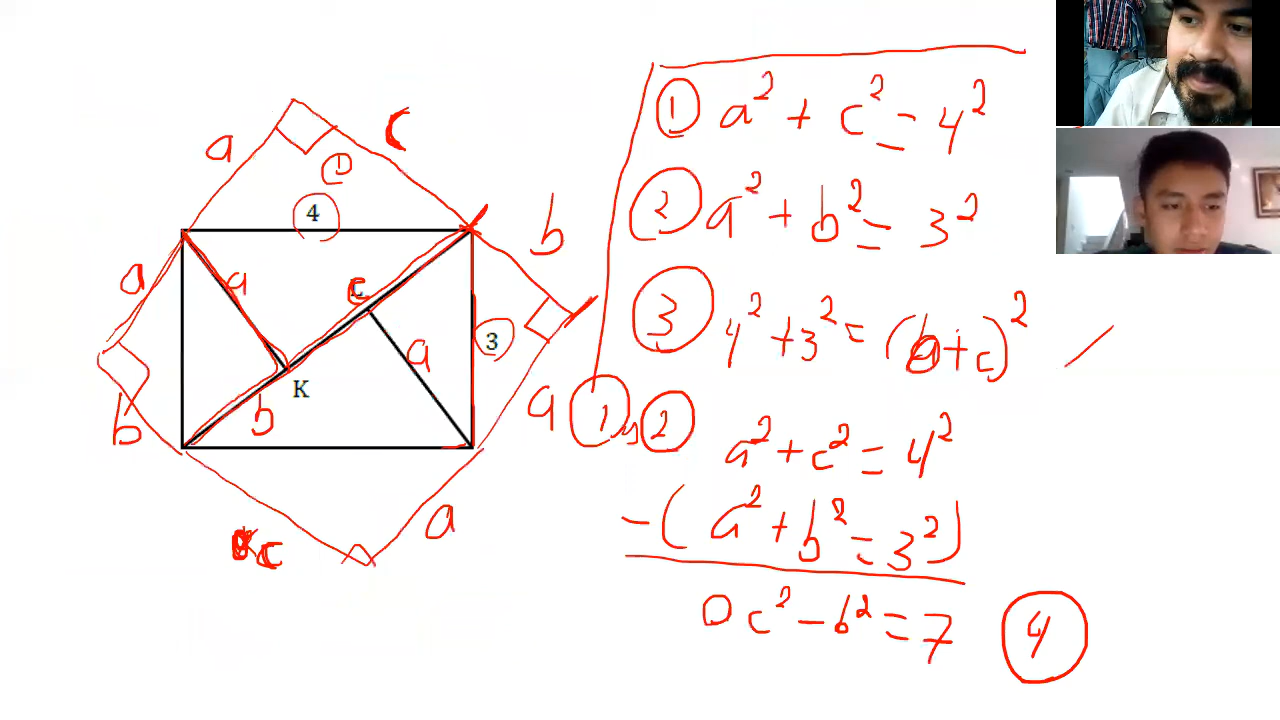 a c
①
4
b
a a c
3
K a
b b a
c a
① a² + c² = 4²
② a² + b² = 3²
③ 4² + 3² = (b + c)²
① y ② a² + c² = 4²
- ( a² + b² = 3² )
0 c² - b² = 7 ④